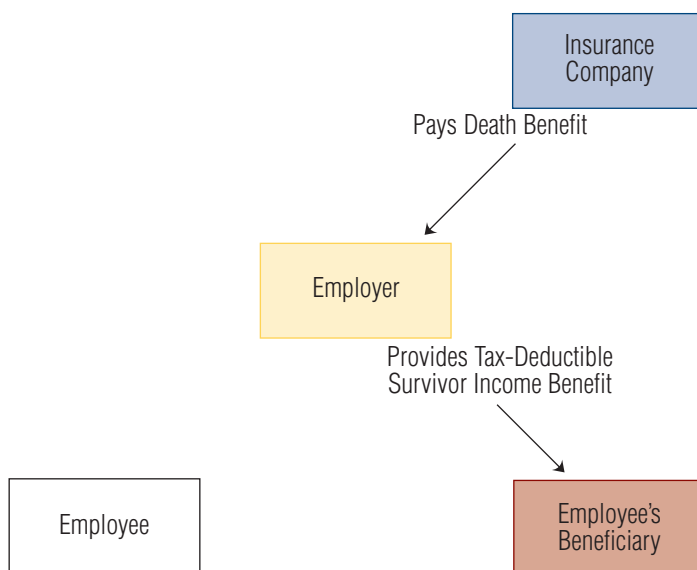 Insurance
Company
Pays Death Benefit
Employer
Provides Tax-Deductible
Survivor Income Benefit
Employee
Employee’s
Beneficiary